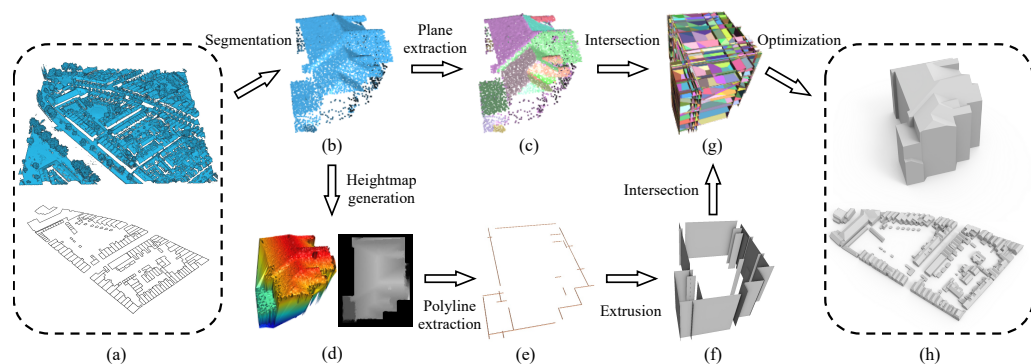 Segmentation
Plane
extraction
Intersection
Optimization
(b)
(c)
(g)
Heightmap
generation
Intersection
Polyline
extraction
Extrusion
(a)
(d)
(e)
(f)
(h)